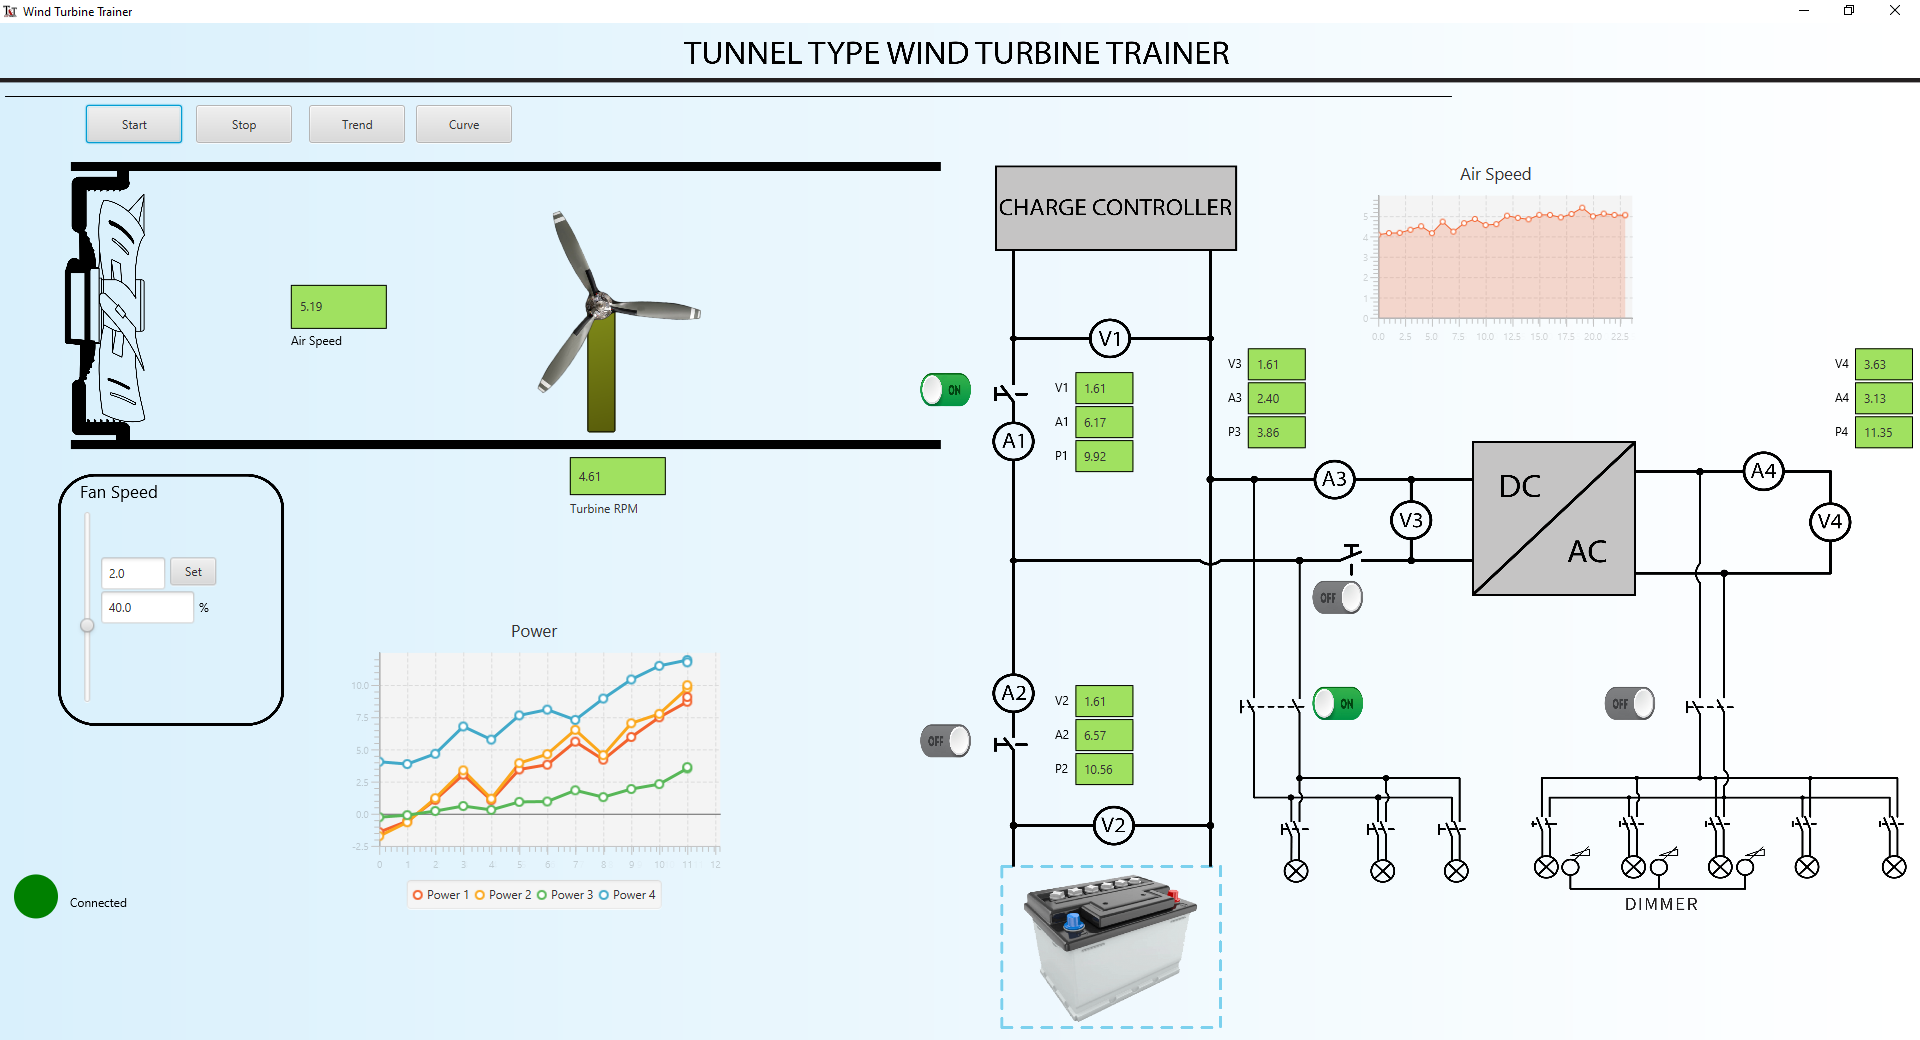 Wind Turbine Trainer
TUNNEL TYPE WIND TURBINE TRAINER
Start
Stop
Trend
Curve
5.19
Air Speed
4.61
Turbine RPM
Fan Speed
2.0
Set
40.0
%
Power
10.0
7.5
5.0
2.5
0.0
-2.5
0 1 2 3 4 5 6 7 8 9 10 11 12
Power 1 Power 2 Power 3 Power 4
Connected
CHARGE CONTROLLER
V1
ON
V1 1.61
A1 6.17
P1 9.92
A1
A2
V2 1.61
A2 6.57
P2 10.56
OFF
V2
Air Speed
5
4
3
2
1
0
0.0 2.5 5.0 7.5 10.0 12.5 15.0 17.5 20.0 22.5
V3 1.61
A3 2.40
P3 3.86
A3
V3
OFF
ON
DC
AC
V4 3.63
A4 3.13
P4 11.35
A4
V4
OFF
DIMMER